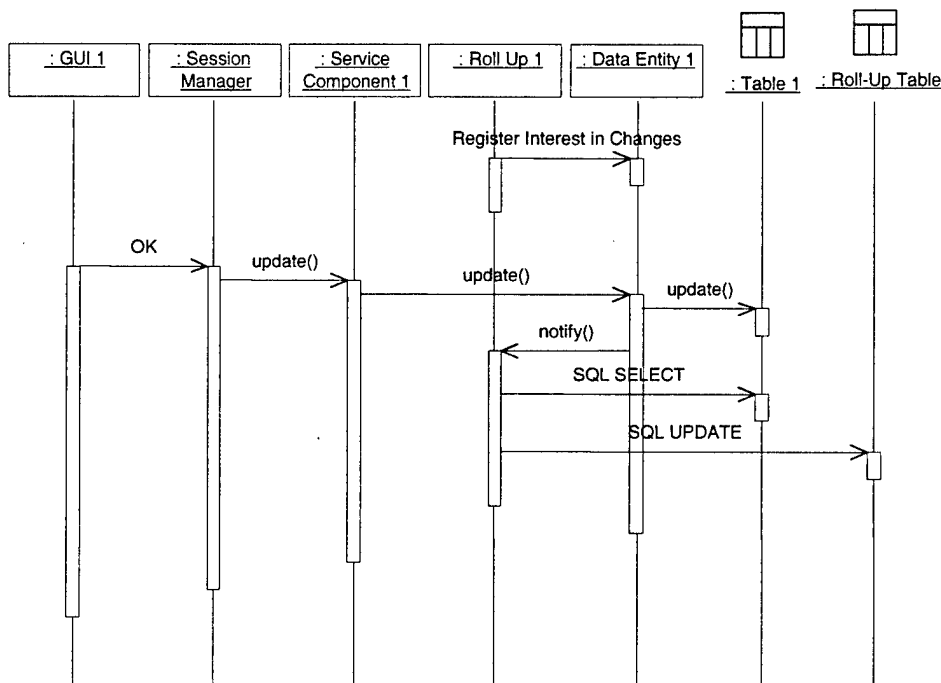 : GUI 1
: Session
Manager
: Service
Component 1
: Roll Up 1
: Data Entity 1
: Table 1
: Roll-Up Table
Register Interest in Changes
OK
update()
update()
update()
notify()
SQL SELECT
SQL UPDATE